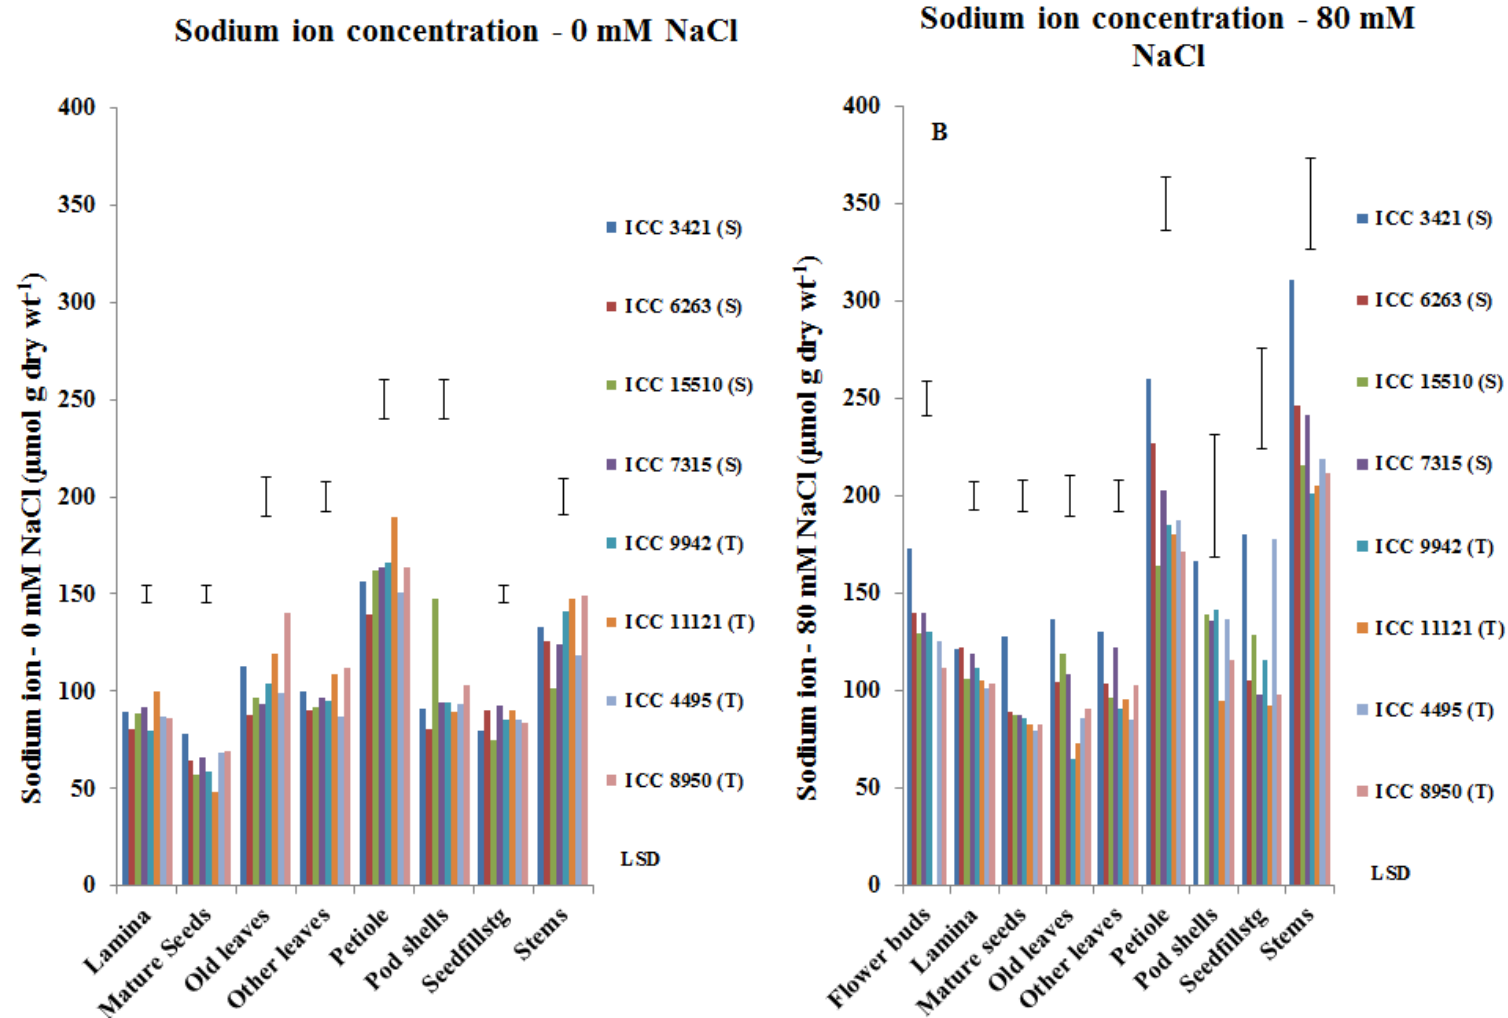 Sodium ion concentration - 0 mM NaCl
Sodium ion- 0 mM NaCl (µmol g dry wt⁻¹)
400
350
300
250
200
150
100
50
0
Lamina
Mature Seeds
Old leaves
Other leaves
Petiole
Pod shells
Seedfillstg
Stems
ICC 3421 (S)
ICC 6263 (S)
ICC 15510 (S)
ICC 7315 (S)
ICC 9942 (T)
ICC 11121 (T)
ICC 4495 (T)
ICC 8950 (T)
LSD
Sodium ion concentration - 80 mM
NaCl
B
Sodium ion- 80 mM NaCl (µmol g dry wt⁻¹)
400
350
300
250
200
150
100
50
0
Flower buds
Lamina
Mature seeds
Old leaves
Other leaves
Petiole
Pod shells
Seedfillstg
Stems
ICC 3421 (S)
ICC 6263 (S)
ICC 15510 (S)
ICC 7315 (S)
ICC 9942 (T)
ICC 11121 (T)
ICC 4495 (T)
ICC 8950 (T)
LSD